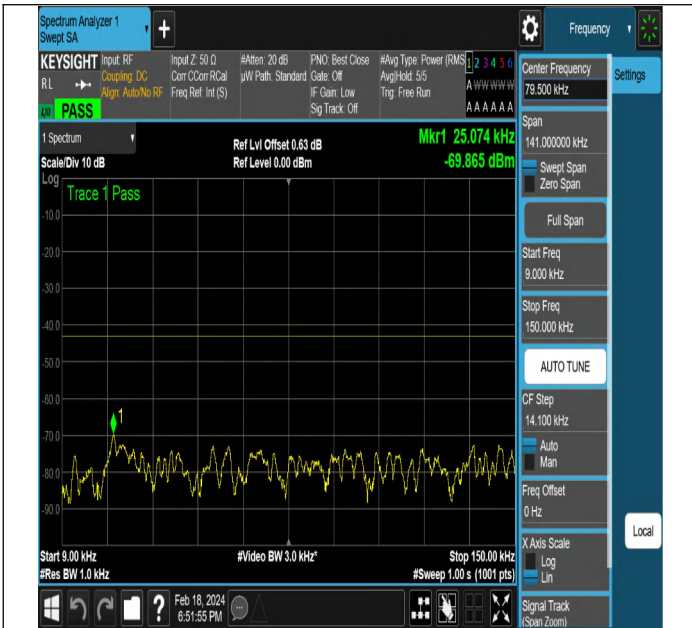 Spectrum Analyzer 1
Swept SA
Frequency
KEYSIGHT
RL
LXI
PASS
Input: RF
Coupling: DC
Align: Auto/No RF
Input Z: 50 Ω
Corr CCorr RCal
Freq Ref: Int (S)
#Atten: 20 dB
µW Path: Standard
PNO: Best Close
Gate: Off
IF Gain: Low
Sig Track: Off
#Avg Type: Power (RMS
Avg|Hold: 5/5
Trig: Free Run
1 2 3 4 5 6
A W W W W W
A A A A A A
1 Spectrum
Scale/Div 10 dB
Ref Lvl Offset 0.63 dB
Ref Level 0.00 dBm
Mkr1 25.074 kHz
-69.865 dBm
Log
Trace 1 Pass
-10.0
-20.0
-30.0
-40.0
-50.0
-60.0
-70.0
-80.0
-90.0
1
Start 9.00 kHz
#Res BW 1.0 kHz
#Video BW 3.0 kHz*
Stop 150.00 kHz
#Sweep 1.00 s (1001 pts)
Center Frequency
79.500 kHz
Settings
Span
141.000000 kHz
Swept Span
Zero Span
Full Span
Start Freq
9.000 kHz
Stop Freq
150.000 kHz
AUTO TUNE
CF Step
14.100 kHz
Auto
Man
Freq Offset
0 Hz
X Axis Scale
Log
Lin
Local
Signal Track
(Span Zoom)
?
Feb 18, 2024
6:51:55 PM